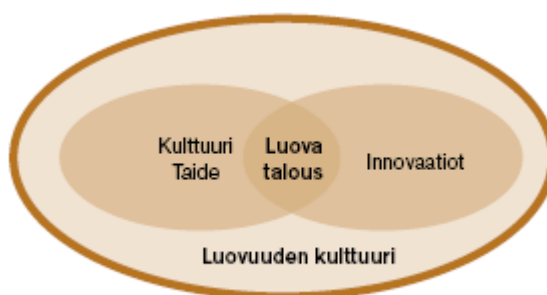 Kulttuuri
Taide
Luova
talous
Innovaatiot
Luovuuden kulttuuri